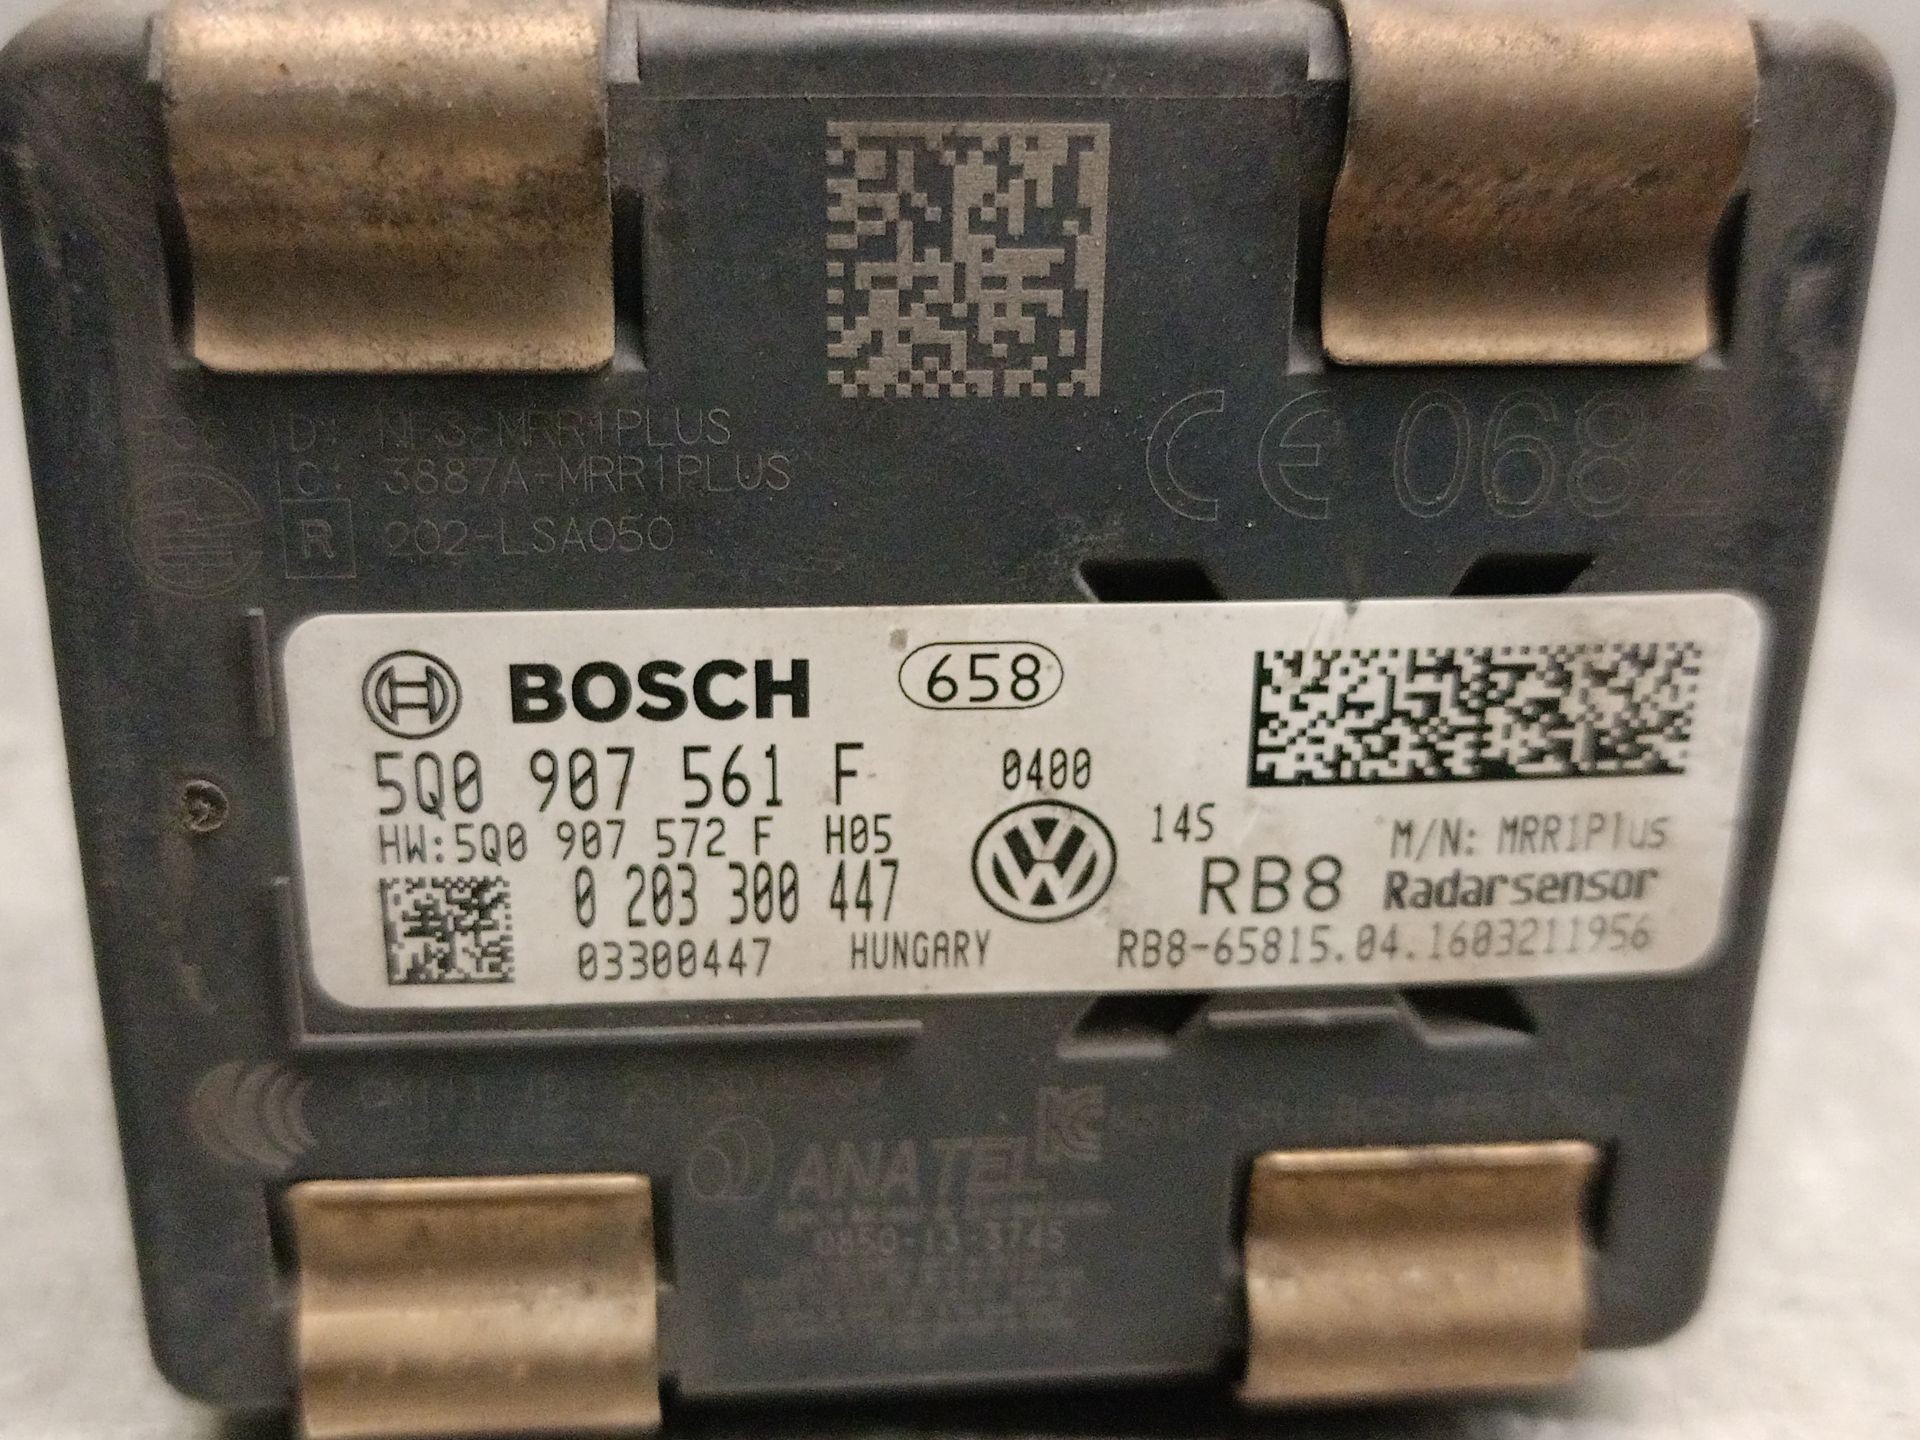 ID: NF3-MRR1PLUS
IC: 3887A-MRR1PLUS
R 202-LSA050
CE 0682
BOSCH 658
5Q0 907 561 F 0400
HW:5Q0 907 572 F H05
14S
M/N: MRR1Plus
0 203 300 447
RB8 Radarsensor
03300447 HUNGARY
RB8-65815.04.1603211956
ANATEL
0850-13-3745